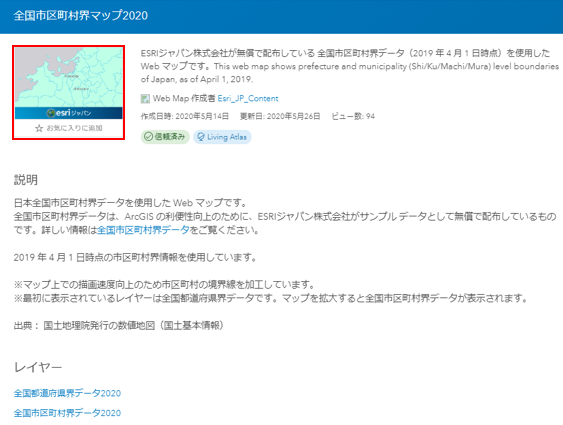 全国市区町村界マップ2020
ESRIジャパン株式会社が無償で配布している 全国市区町村界データ（2019 年 4 月 1 日時点）を使用した
Web マップです。This web map shows prefecture and municipality (Shi/Ku/Machi/Mura) level boundaries
of Japan, as of April 1, 2019.
esriジャパン
☆ お気に入りに追加
Web Map 作成者 Esri_JP_Content
作成日時: 2020年5月14日 更新日: 2020年5月26日 ビュー数: 94
信頼済み Living Atlas
説明
日本全国市区町村界データを使用した Web マップです。
全国市区町村界データは、ArcGIS の利便性向上のために、ESRIジャパン株式会社がサンプル データとして無償で配布しているもの
です。詳しい情報は全国市区町村界データをご覧ください。
2019 年 4 月 1 日時点の市区町村界情報を使用しています。
※マップ上での描画速度向上のため市区町村の境界線を加工しています。
※最初に表示されているレイヤーは全国都道府県界データです。マップを拡大すると全国市区町村界データが表示されます。
出典： 国土地理院発行の数値地図（国土基本情報）
レイヤー
全国都道府県界データ2020
全国市区町村界データ2020